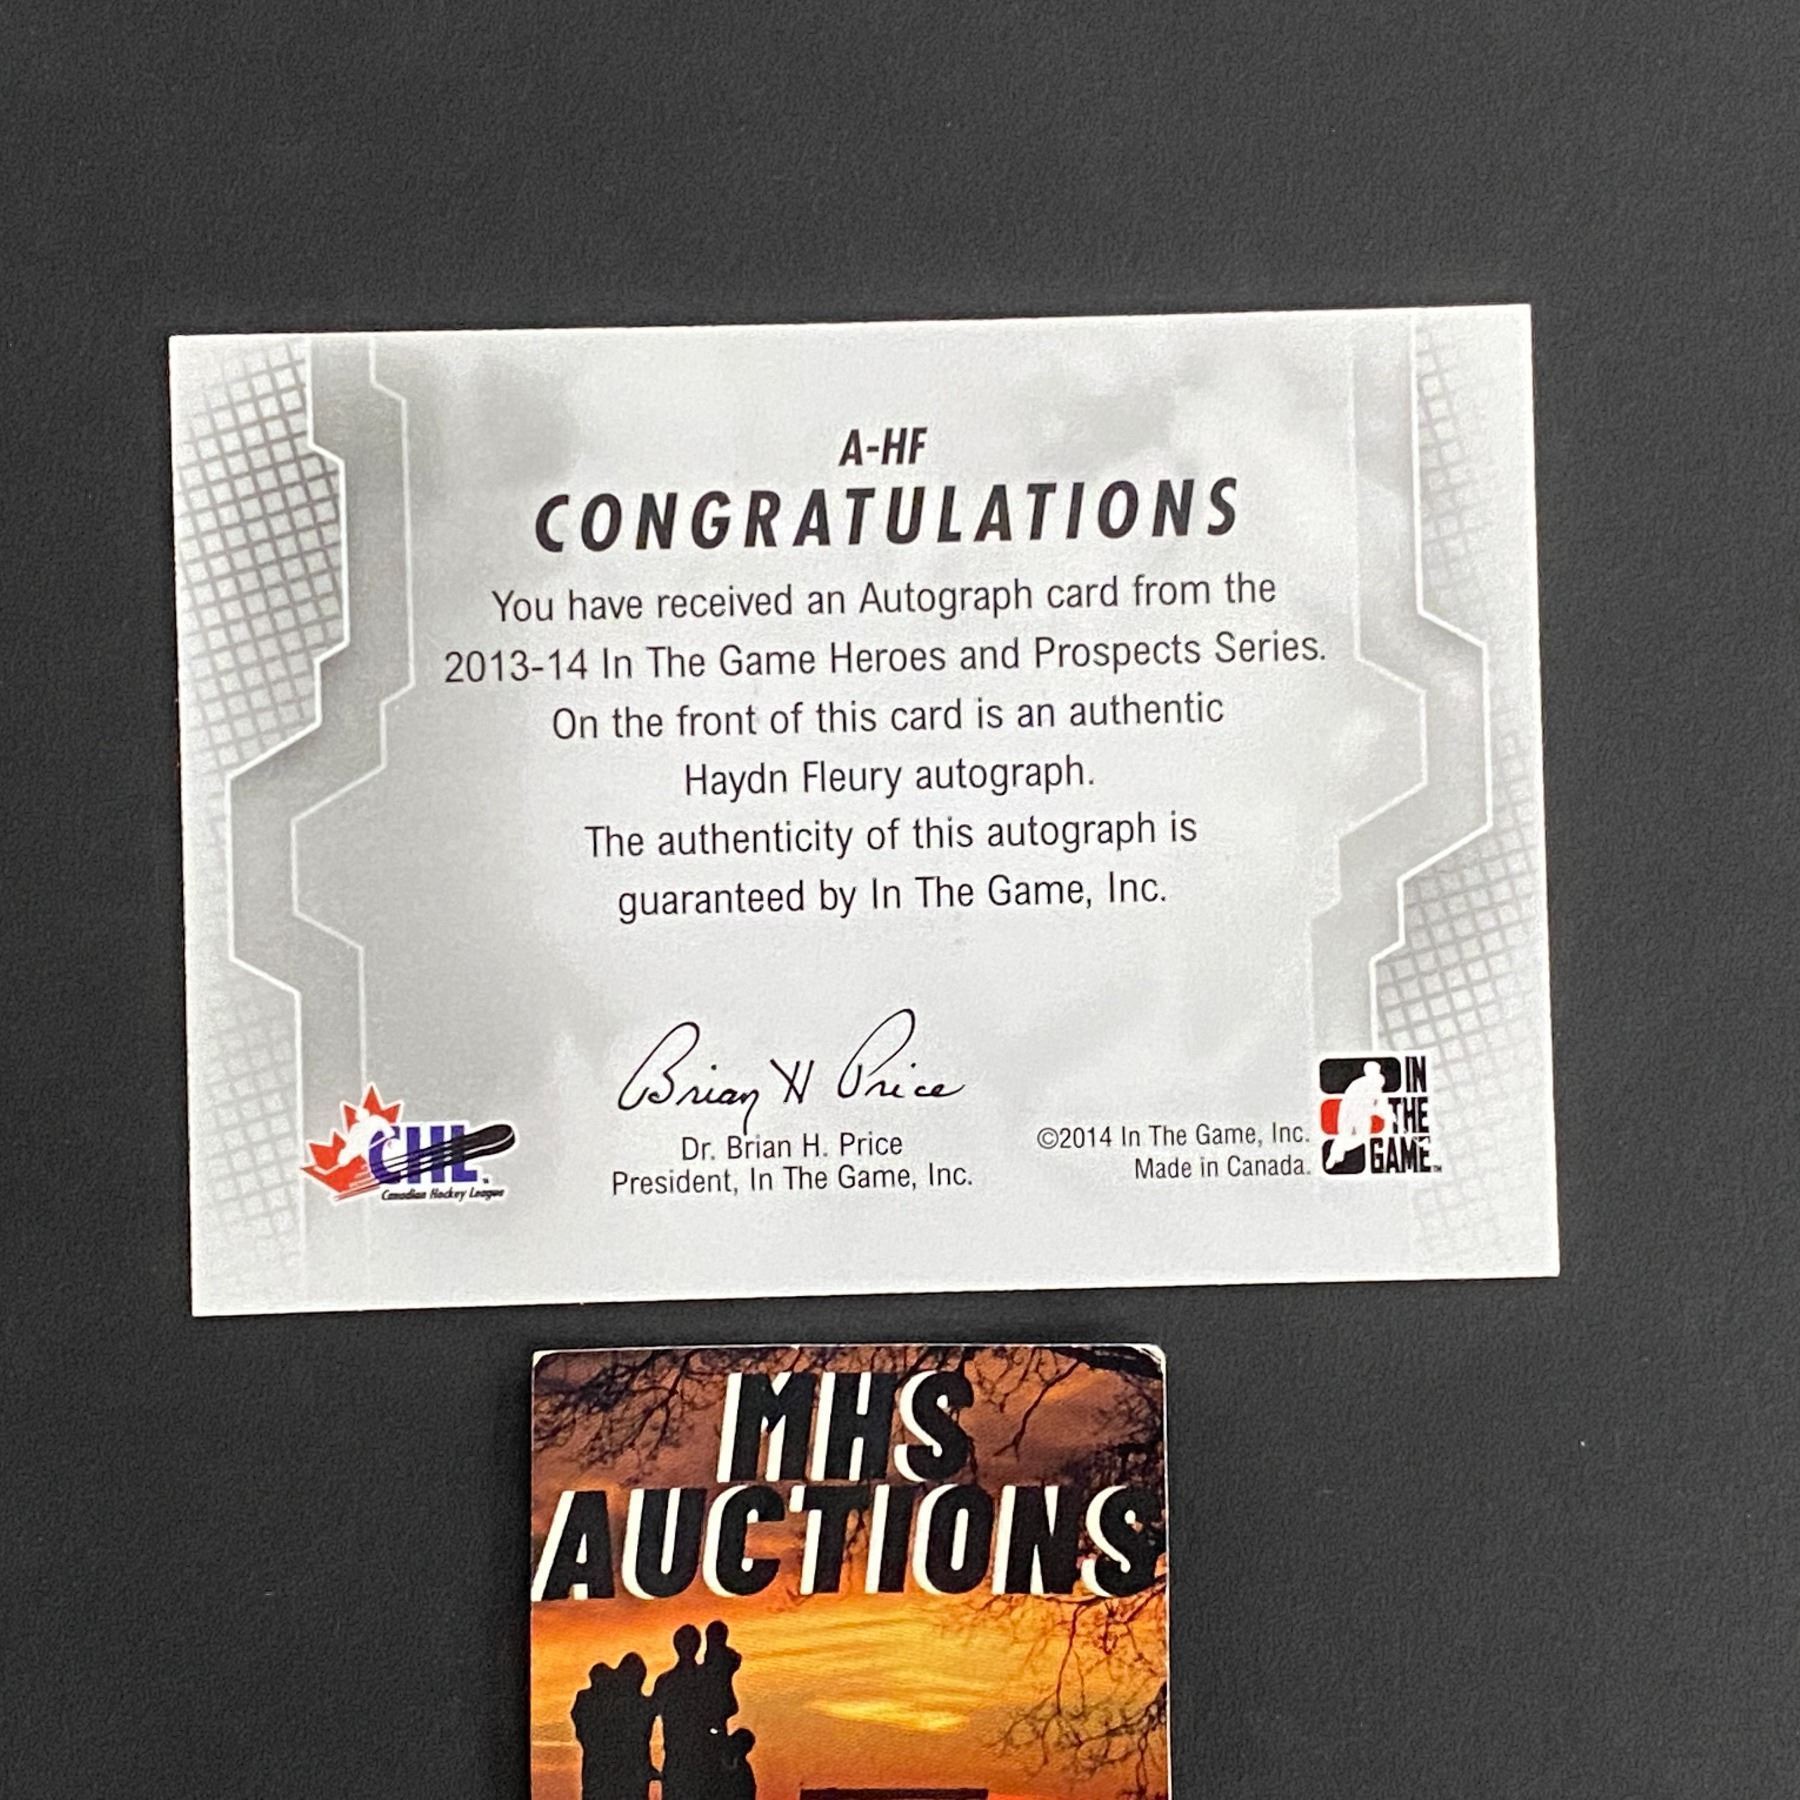 A-HF
CONGRATULATIONS
You have received an Autograph card from the
2013-14 In The Game Heroes and Prospects Series.
On the front of this card is an authentic
Haydn Fleury autograph.
The authenticity of this autograph is
guaranteed by In The Game, Inc.
Brian H Price
Dr. Brian H. Price
President, In The Game, Inc.
CHL.
Canadian Hockey League
©2014 In The Game, Inc.
Made in Canada.
IN
THE
GAME™
MHS
AUCTIONS